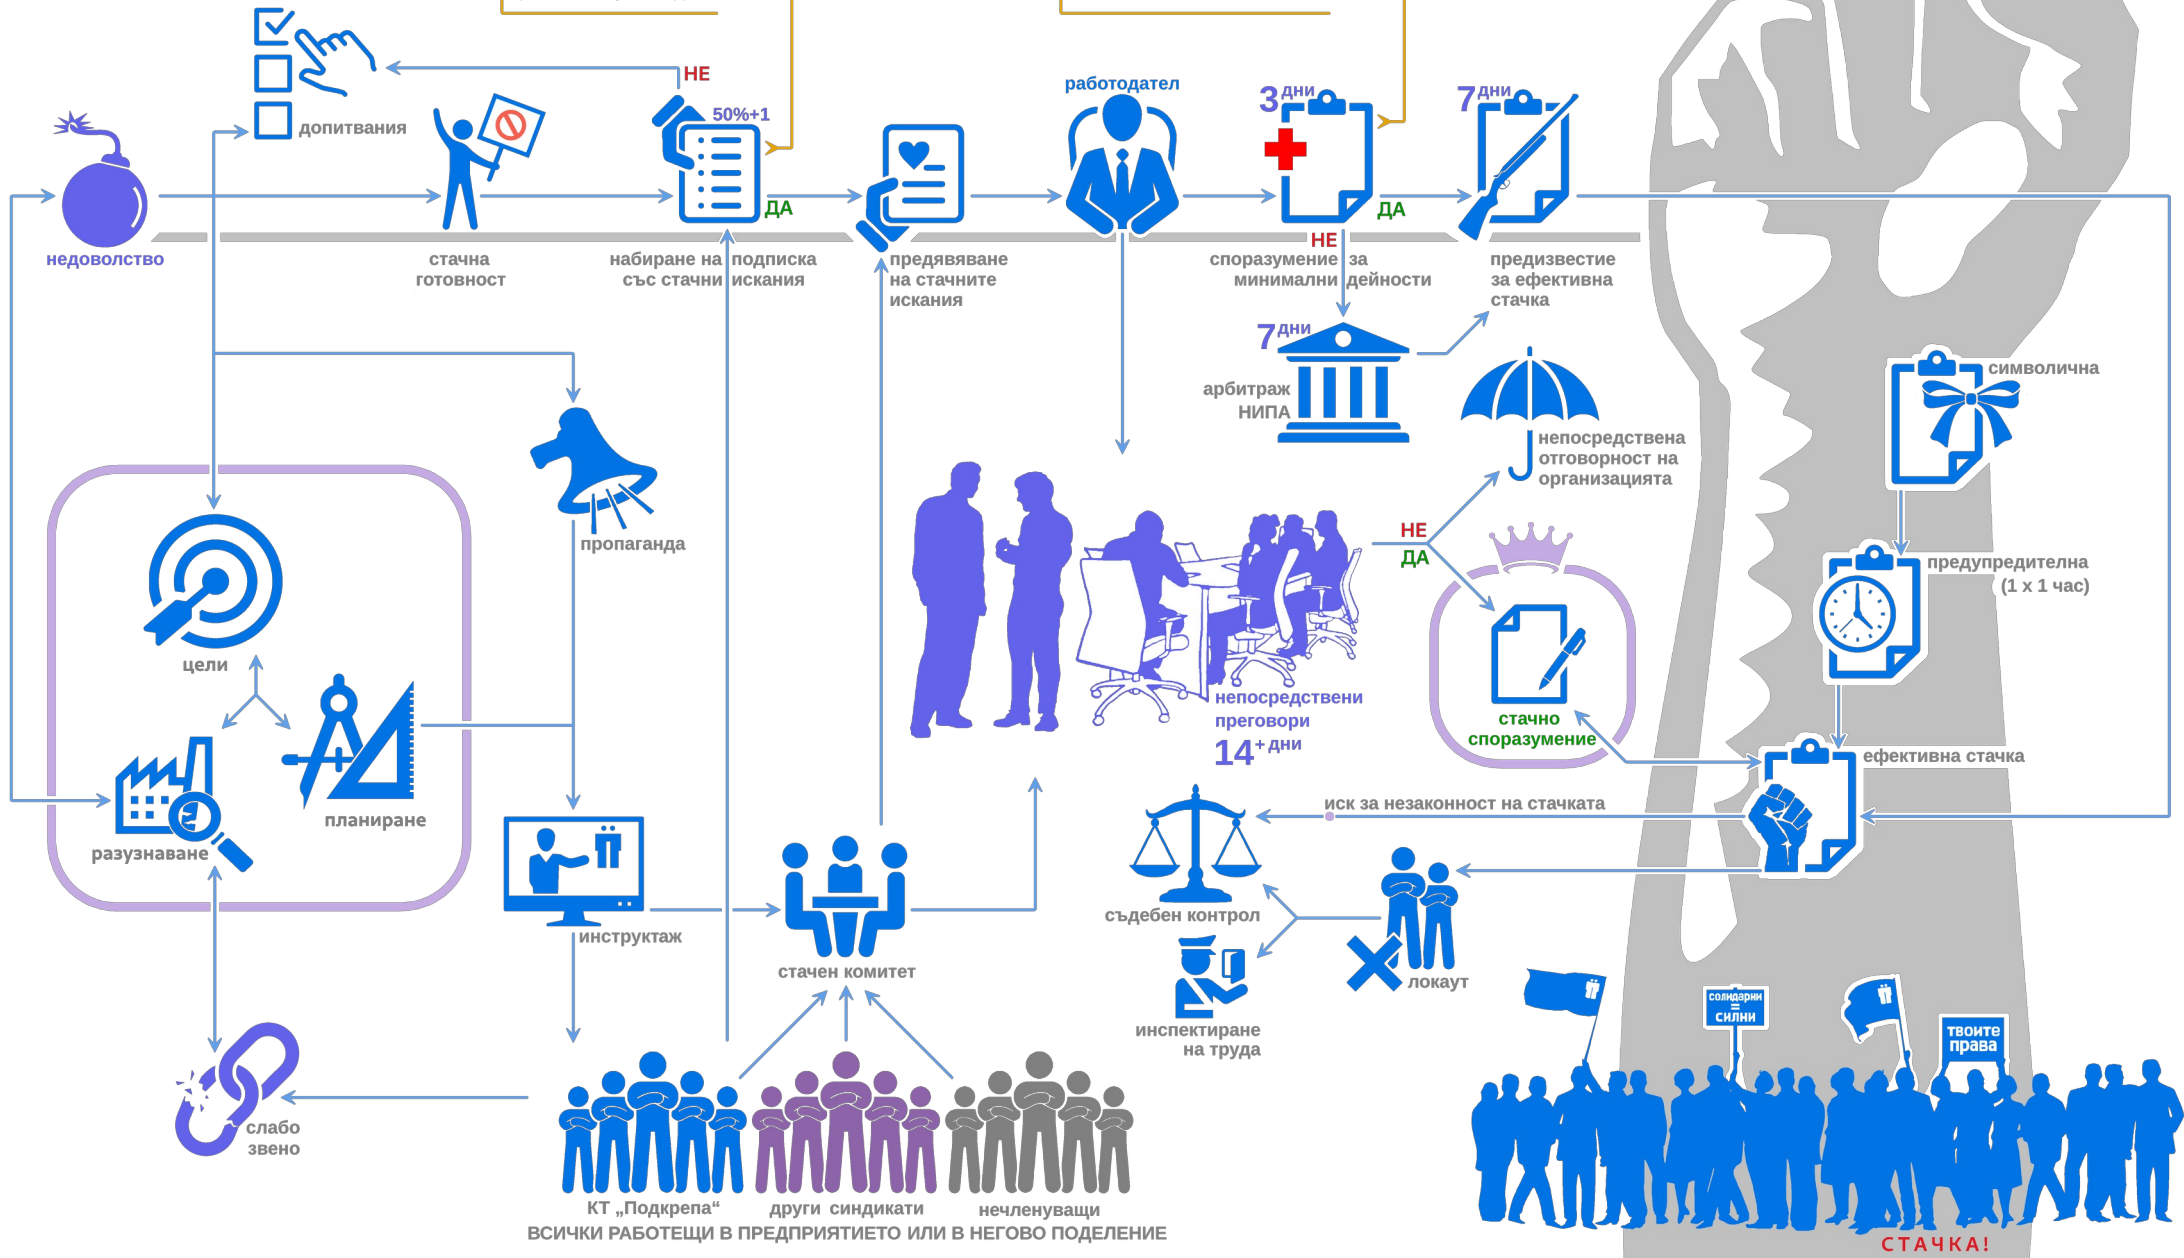 НЕ
работодател
3 дни
7 дни
50%+1
допитвания
ДА
ДА
НЕ
недоволство
стачна
готовност
набиране на подписка
със стачни искания
предявяване
на стачните
искания
споразумение за
минимални дейности
предизвестие
за ефективна
стачка
7 дни
арбитраж
НИПА
символична
непосредствена
отговорност на
организацията
пропаганда
НЕ
ДА
предупредителна
(1 x 1 час)
цели
непосредствени
преговори
14+ дни
стачно
споразумение
ефективна стачка
планиране
разузнаване
иск за незаконност на стачката
съдебен контрол
инструктаж
стачен комитет
локаут
инспектиране
на труда
солидарни
=
силни
твоите
права
слабо
звено
КТ „Подкрепа“
други синдикати
нечленуващи
ВСИЧКИ РАБОТЕЩИ В ПРЕДПРИЯТИЕТО ИЛИ В НЕГОВО ПОДЕЛЕНИЕ
СТАЧКА!